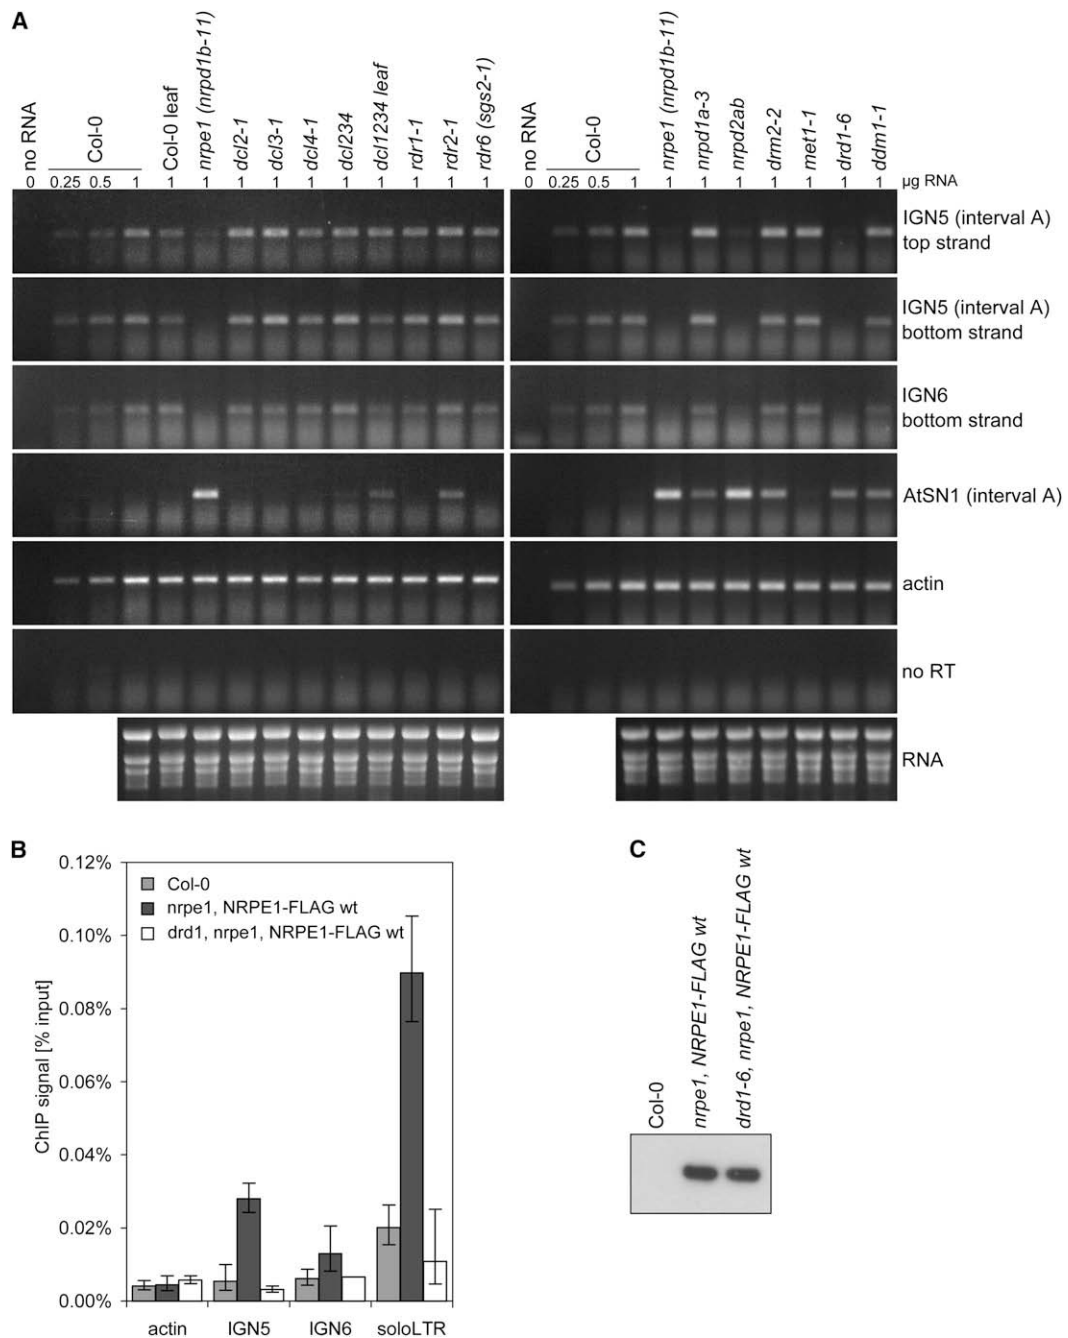 A
no RNA
Col-0
Col-0 leaf
nrpe1 (nrpd1b-11)
dcl2-1
dcl3-1
dcl4-1
dcl234
dcl1234 leaf
rdr1-1
rdr2-1
rdr6 (sgs2-1)
no RNA
Col-0
nrpe1 (nrpd1b-11)
nrpd1a-3
nrpd2ab
drm2-2
met1-1
drd1-6
ddm1-1
0 0.25 0.5 1 1 1 1 1 1 1 1 1 1 1 0 0.25 0.5 1 1 1 1 1 1 1 1 µg RNA
IGN5 (interval A)
top strand
IGN5 (interval A)
bottom strand
IGN6
bottom strand
AtSN1 (interval A)
actin
no RT
RNA
B
0.12%
0.10%
0.08%
0.06%
0.04%
0.02%
0.00%
ChIP signal [% input]
Col-0
nrpe1, NRPE1-FLAG wt
drd1, nrpe1, NRPE1-FLAG wt
actin IGN5 IGN6 soloLTR
C
Col-0
nrpe1, NRPE1-FLAG wt
drd1-6, nrpe1, NRPE1-FLAG wt